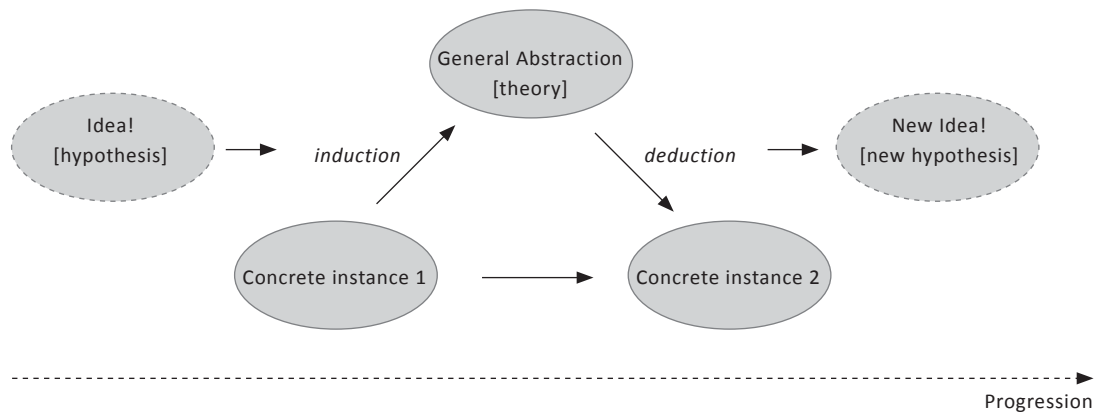 General Abstraction
[theory]
Idea!
[hypothesis]
induction
deduction
New Idea!
[new hypothesis]
Concrete instance 1
Concrete instance 2
Progression